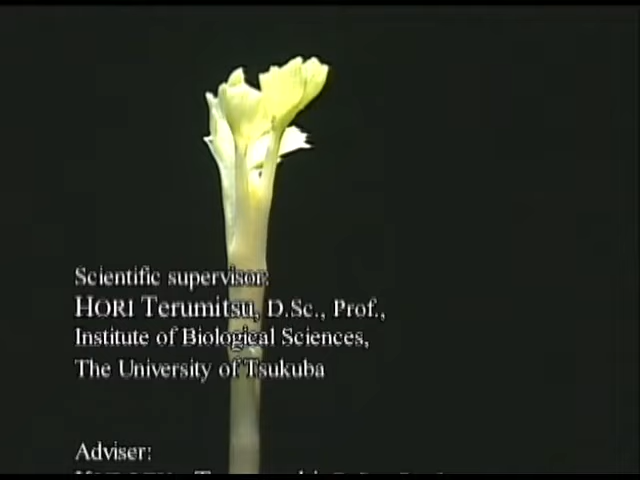 Scientific supervisor:
HORI Terumitsu, D.Sc., Prof.,
Institute of Biological Sciences,
The University of Tsukuba
Adviser: